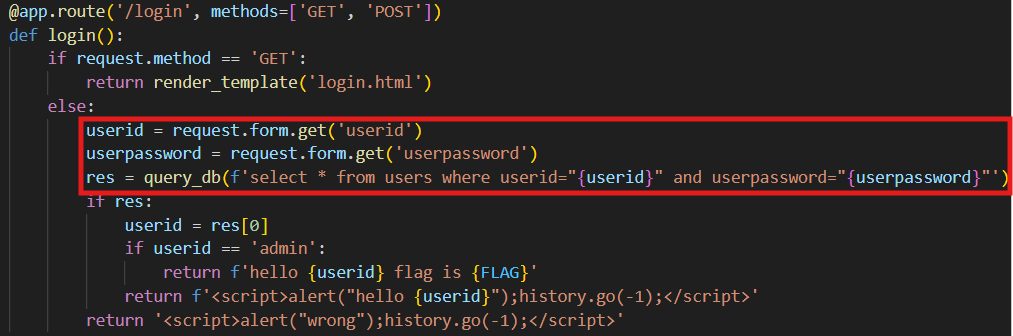 @app.route('/login', methods=['GET', 'POST'])
def login():
    if request.method == 'GET':
        return render_template('login.html')
    else:
        userid = request.form.get('userid')
        userpassword = request.form.get('userpassword')
        res = query_db(f'select * from users where userid="{userid}" and userpassword="{userpassword}"')
        if res:
            userid = res[0]
            if userid == 'admin':
                return f'hello {userid} flag is {FLAG}'
            return f'<script>alert("hello {userid}");history.go(-1);</script>'
        return '<script>alert("wrong");history.go(-1);</script>'